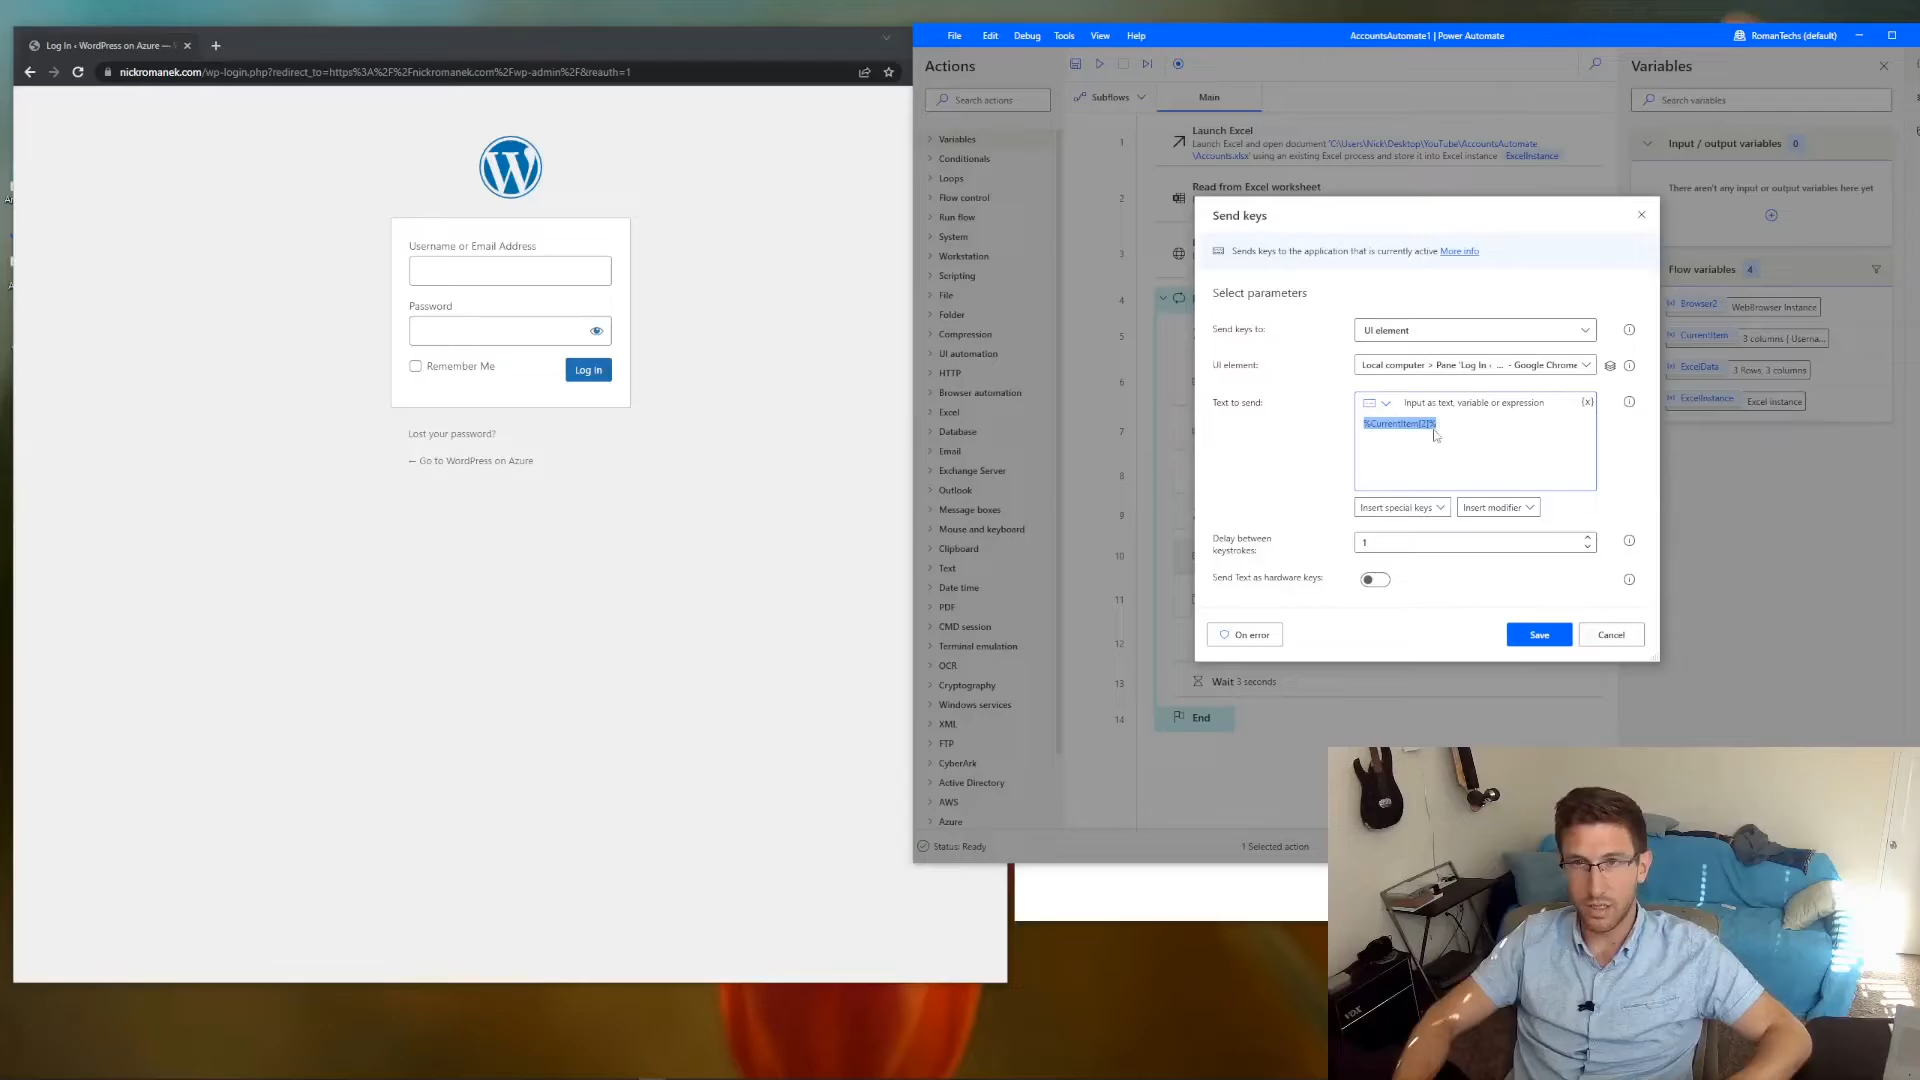 Log In ‹ WordPress on Azure —
nickromanek.com/wp-login.php?redirect_to=https%3A%2F%2Fnickromanek.com%2Fwp-admin%2F&reauth=1
Username or Email Address
Password
Remember Me
Log In
Lost your password?
← Go to WordPress on Azure
File Edit Debug Tools View Help
AccountsAutomate1 | Power Automate
RomanTechs (default)
Actions
Search actions
Variables
Conditionals
Loops
Flow control
Run flow
System
Workstation
Scripting
File
Folder
Compression
UI automation
HTTP
Browser automation
Excel
Database
Email
Exchange Server
Outlook
Message boxes
Mouse and keyboard
Clipboard
Text
Date time
PDF
CMD session
Terminal emulation
OCR
Cryptography
Windows services
XML
FTP
CyberArk
Active Directory
AWS
Azure
Status: Ready
1 Selected action
Subflows
Main
1
Launch Excel
Launch Excel and open document 'C:\Users\Nick\Desktop\YouTube\AccountsAutomate
\Accounts.xlsx' using an existing Excel process and store it into Excel instance ExcelInstance
2
Read from Excel worksheet
3
4
5
6
7
8
9
10
11
12
13
Wait 3 seconds
14
End
Send keys
Sends keys to the application that is currently active More info
Select parameters
Send keys to:
UI element
UI element:
Local computer > Pane 'Log In ‹ ... - Google Chrome
Text to send:
Input as text, variable or expression
{x}
%CurrentItem[2]%
Insert special keys
Insert modifier
Delay between
keystrokes:
1
Send Text as hardware keys:
On error
Save
Cancel
Variables
Search variables
Input / output variables 0
There aren't any input or output variables here yet
Flow variables 4
Browser2 WebBrowser Instance
CurrentItem 3 columns { Userna...
ExcelData 3 Rows, 3 columns
ExcelInstance Excel instance
VOX